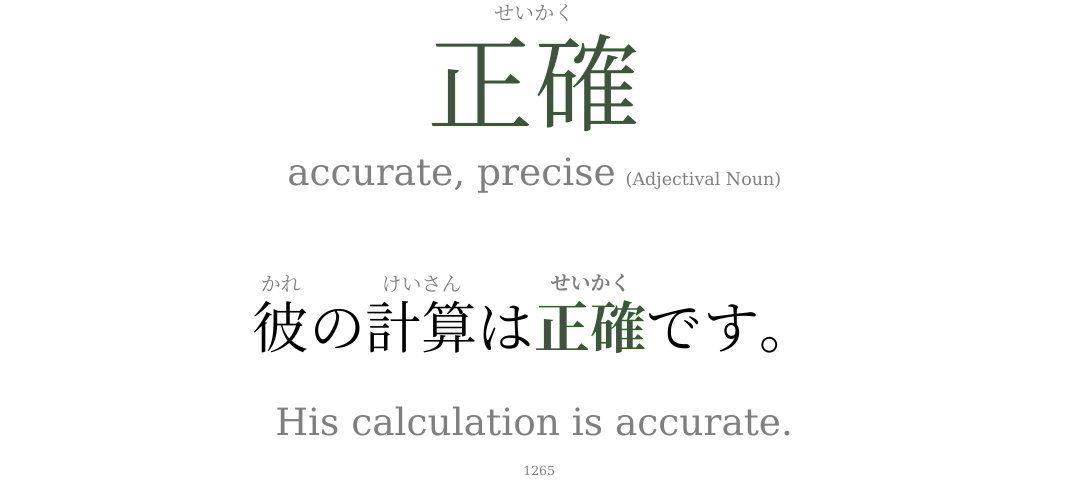 せいかく
正確
accurate, precise (Adjectival Noun)
かれ けいさん せいかく
彼の計算は正確です。
His calculation is accurate.
1265